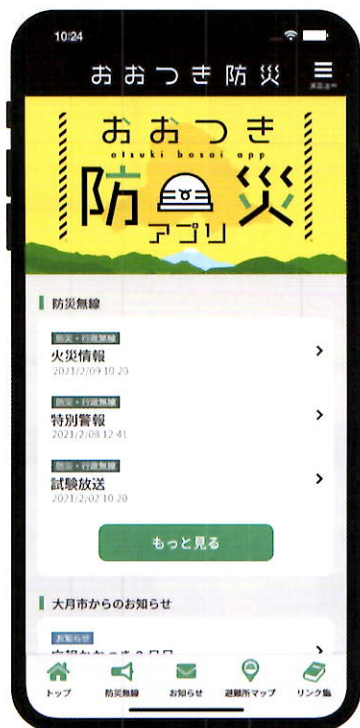 10:24
おおつき防災
メニュー
おおつき
otsuki bosai app
防災
アプリ
防災無線
防災・行政無線
火災情報
2021/2/09 10:20
防災・行政無線
特別警報
2021/2/08 12:41
防災・行政無線
試験放送
2021/2/02 10:20
もっと見る
大月市からのお知らせ
お知らせ
トップ
防災無線
お知らせ
避難所マップ
リンク集